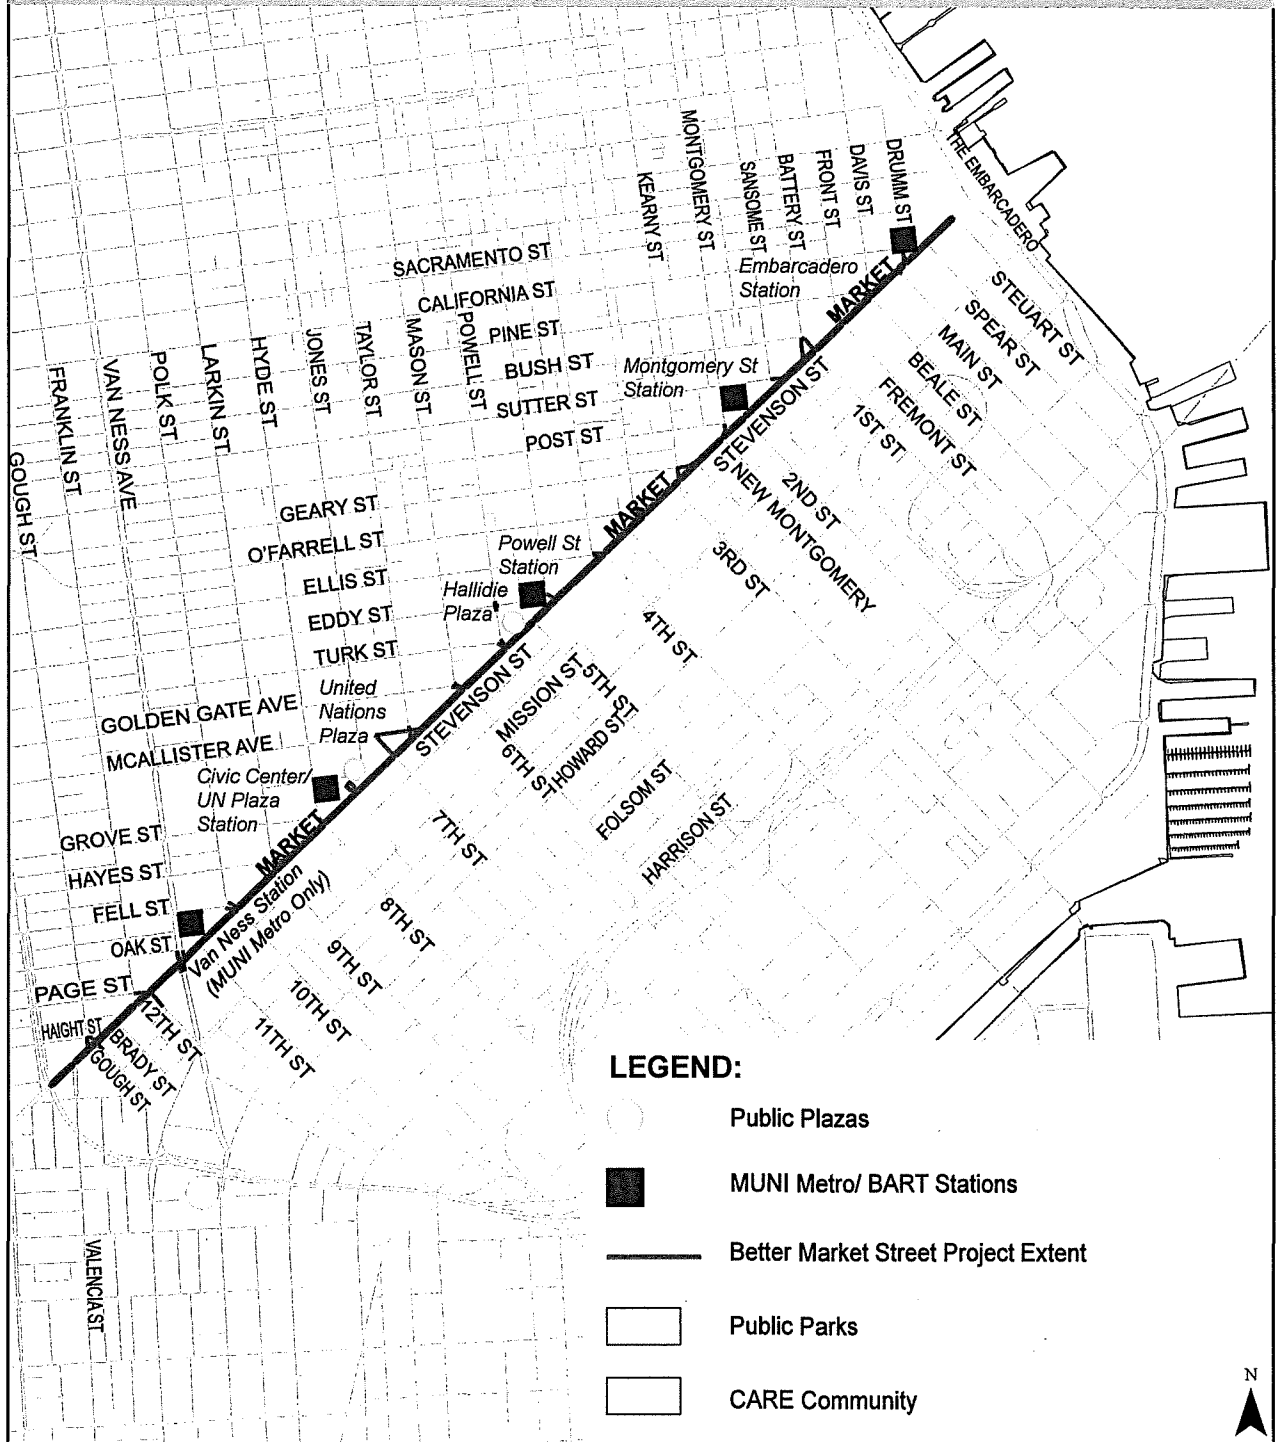 THE EMBARCADERO
MONTGOMERY ST
KEARNY ST
SANSOME ST
BATTERY ST
FRONT ST
DAVIS ST
DRUMM ST
SACRAMENTO ST
CALIFORNIA ST
PINE ST
BUSH ST
SUTTER ST
POST ST
Embarcadero
Station
MARKET
STEUART ST
SPEAR ST
MAIN ST
BEALE ST
FREMONT ST
1ST ST
Montgomery St
Station
STEVENSON ST
GOUGH ST
FRANKLIN ST
VAN NESS AVE
POLK ST
LARKIN ST
HYDE ST
JONES ST
TAYLOR ST
MASON ST
POWELL ST
2ND ST
NEW MONTGOMERY
3RD ST
4TH ST
MARKET
GEARY ST
O'FARRELL ST
ELLIS ST
EDDY ST
TURK ST
Powell St
Station
Hallidie
Plaza
STEVENSON ST
MISSION ST
5TH ST
6TH ST
HOWARD ST
FOLSOM ST
HARRISON ST
GOLDEN GATE AVE
MCALLISTER AVE
United
Nations
Plaza
Civic Center/
UN Plaza
Station
MARKET
GROVE ST
HAYES ST
FELL ST
OAK ST
PAGE ST
HAIGHT ST
Van Ness Station
(MUNI Metro Only)
7TH ST
8TH ST
9TH ST
10TH ST
11TH ST
12TH ST
BRADY ST
GOUGH ST
VALENCIA ST
LEGEND:
Public Plazas
MUNI Metro/ BART Stations
Better Market Street Project Extent
Public Parks
CARE Community
N